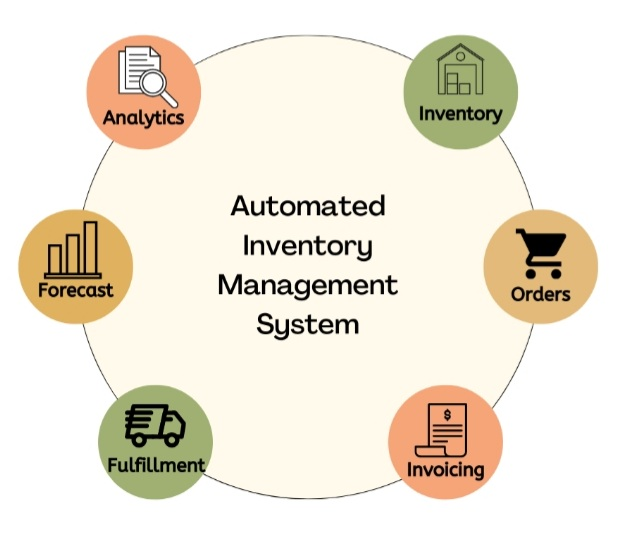 Analytics
Inventory
Automated
Inventory
Management
System
Forecast
Orders
$
Fulfillment
Invoicing